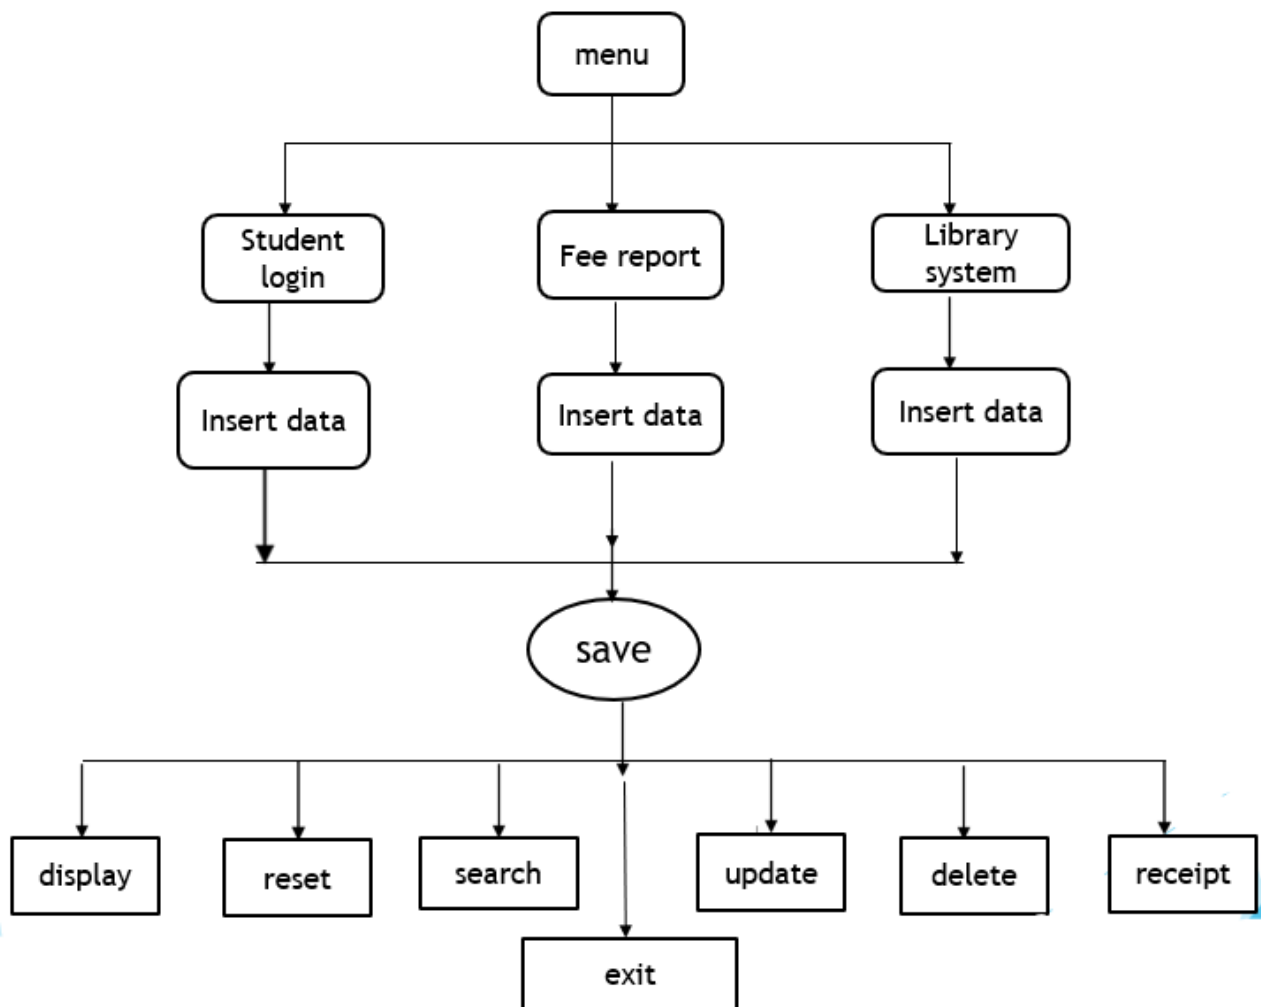 menu
Student
login
Fee report
Library
system
Insert data
Insert data
Insert data
save
display
reset
search
update
delete
receipt
exit